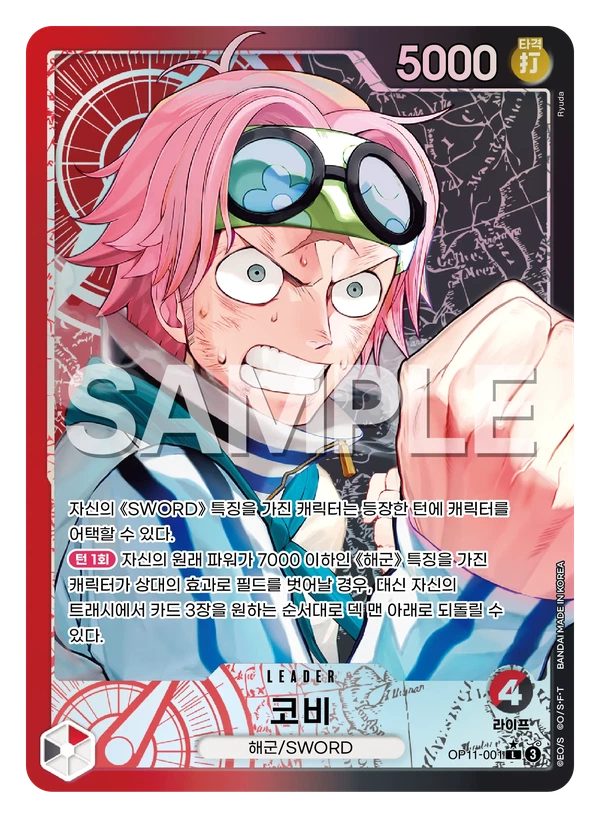 5000
타격
打
Ryuda
SAMPLE
자신의 《SWORD》 특징을 가진 캐릭터는 등장한 턴에 캐릭터를
어택할 수 있다.
턴 1회 자신의 원래 파워가 7000 이하인 《해군》 특징을 가진
캐릭터가 상대의 효과로 필드를 벗어날 경우, 대신 자신의
트래시에서 카드 3장을 원하는 순서대로 덱 맨 아래로 되돌릴 수
있다.
LEADER
코비
4
라이프
해군/SWORD
OP11-001 L 3
©E.O/S ©O/S·F·T BANDAI MADE IN KOREA